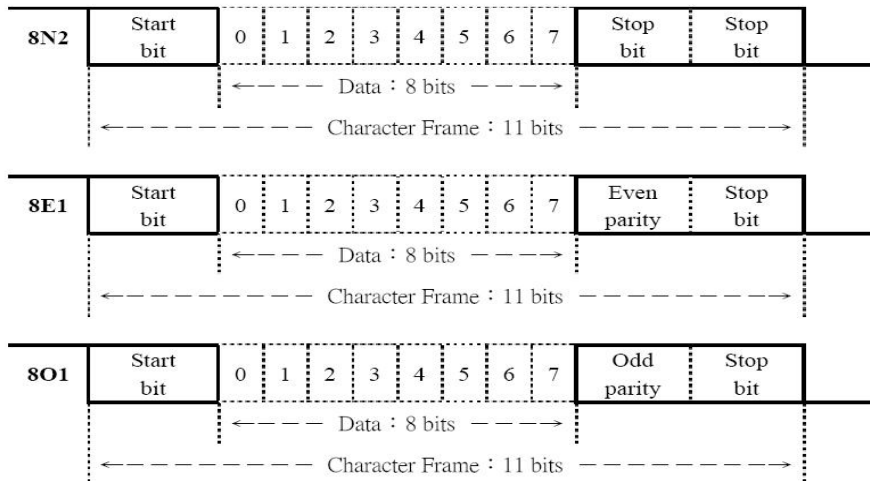 8N2 Start bit 0 1 2 3 4 5 6 7 Stop bit Stop bit
Data : 8 bits
Character Frame : 11 bits
8E1 Start bit 0 1 2 3 4 5 6 7 Even parity Stop bit
Data : 8 bits
Character Frame : 11 bits
8O1 Start bit 0 1 2 3 4 5 6 7 Odd parity Stop bit
Data : 8 bits
Character Frame : 11 bits